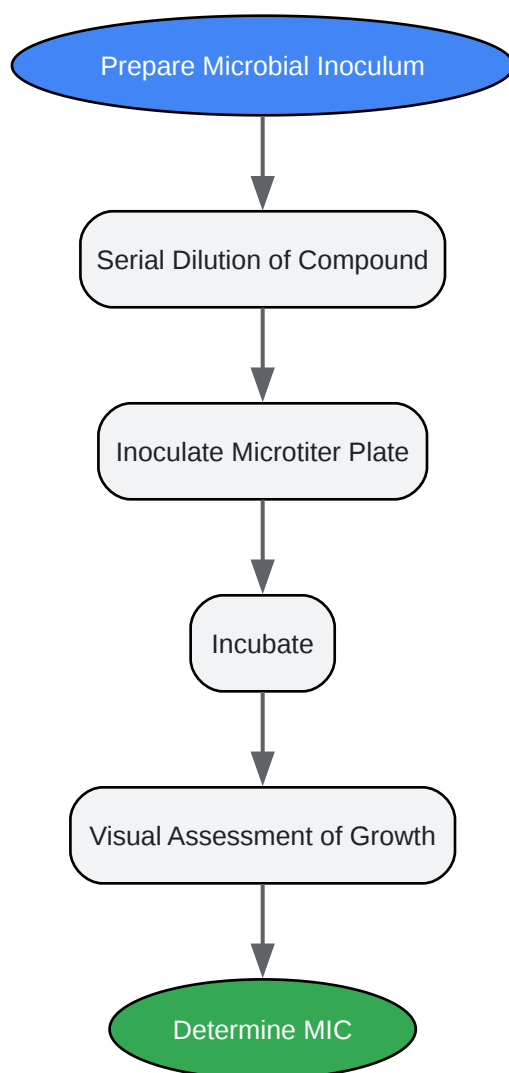 Prepare Microbial Inoculum
Serial Dilution of Compound
Inoculate Microtiter Plate
Incubate
Visual Assessment of Growth
Determine MIC